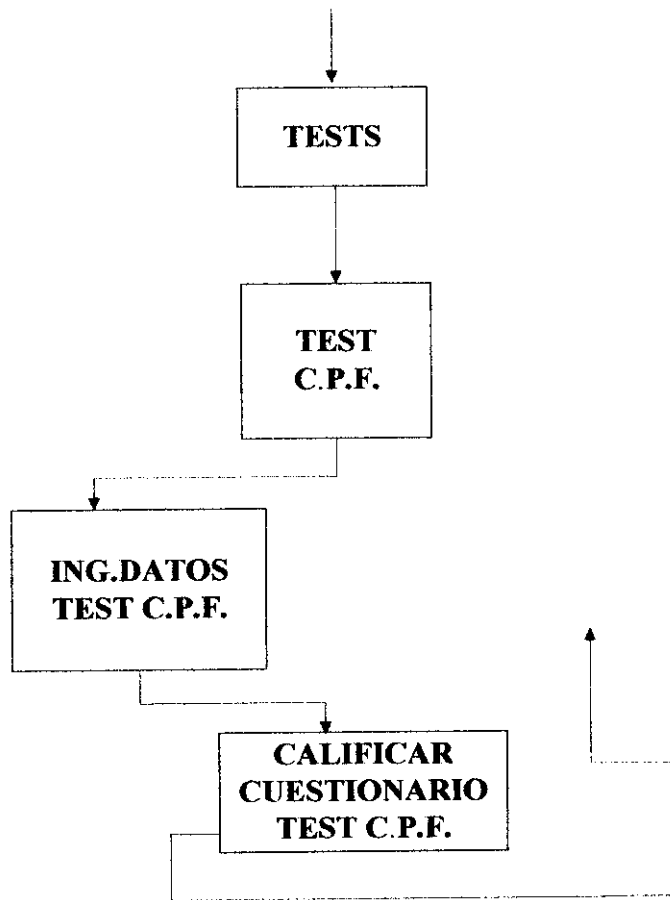 TESTS
TEST
C.P.F.
ING.DATOS
TEST C.P.F.
CALIFICAR
CUESTIONARIO
TEST C.P.F.